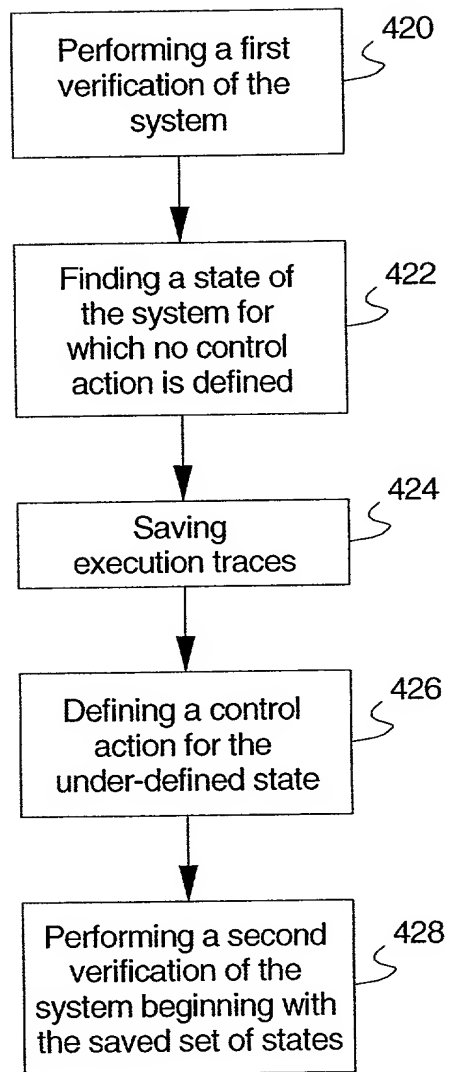 Performing a first
verification of the
system
420
Finding a state of
the system for
which no control
action is defined
422
Saving
execution traces
424
Defining a control
action for the
under-defined state
426
Performing a second
verification of the
system beginning with
the saved set of states
428